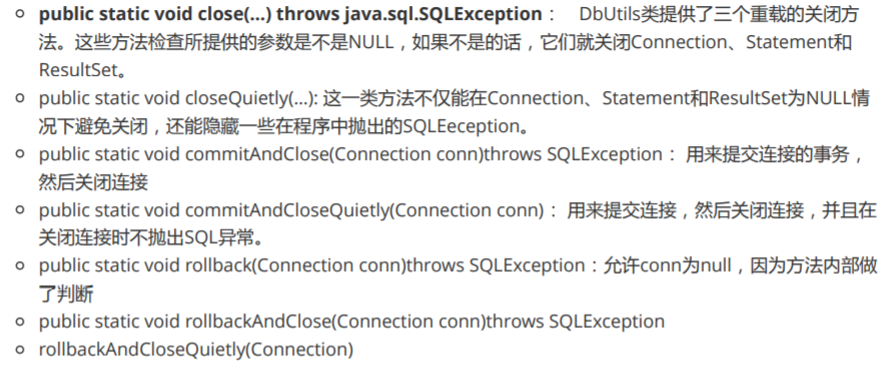 public static void close(...) throws java.sql.SQLException： DbUtils类提供了三个重载的关闭方
法。这些方法检查所提供的参数是不是NULL，如果不是的话，它们就关闭Connection、Statement和
ResultSet。
public static void closeQuietly(...): 这一类方法不仅能在Connection、Statement和ResultSet为NULL情
况下避免关闭，还能隐藏一些在程序中抛出的SQLEeception。
public static void commitAndClose(Connection conn)throws SQLException： 用来提交连接的事务，
然后关闭连接
public static void commitAndCloseQuietly(Connection conn)： 用来提交连接，然后关闭连接，并且在
关闭连接时不抛出SQL异常。
public static void rollback(Connection conn)throws SQLException：允许conn为null，因为方法内部做
了判断
public static void rollbackAndClose(Connection conn)throws SQLException
rollbackAndCloseQuietly(Connection)